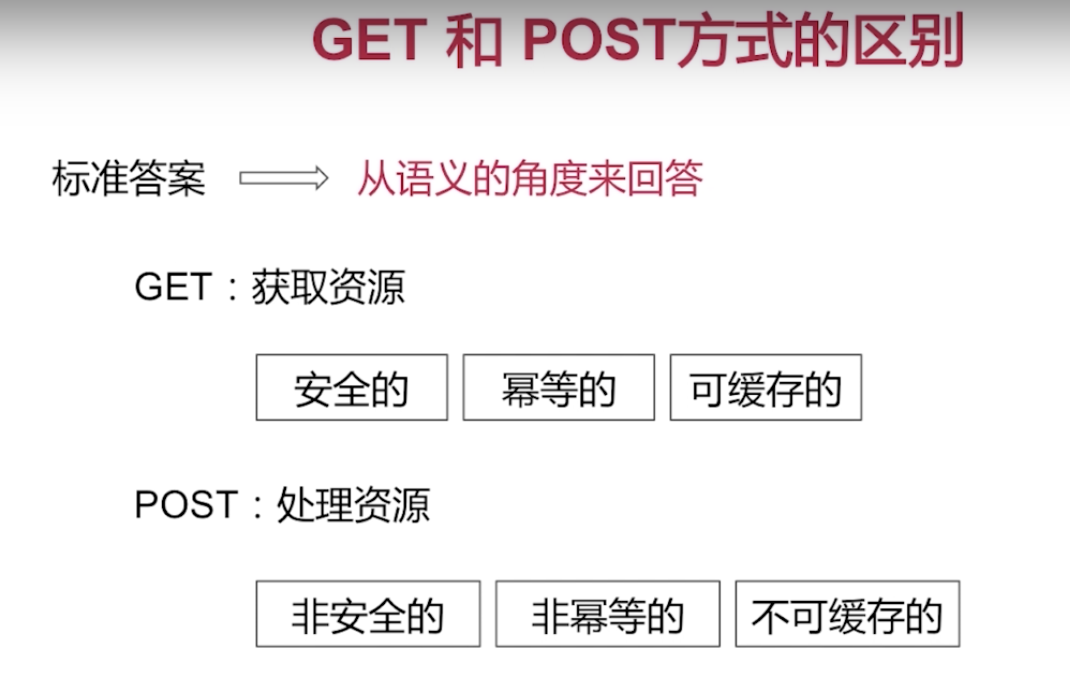 GET 和 POST方式的区别
标准答案 从语义的角度来回答
GET：获取资源
安全的 幂等的 可缓存的
POST：处理资源
非安全的 非幂等的 不可缓存的